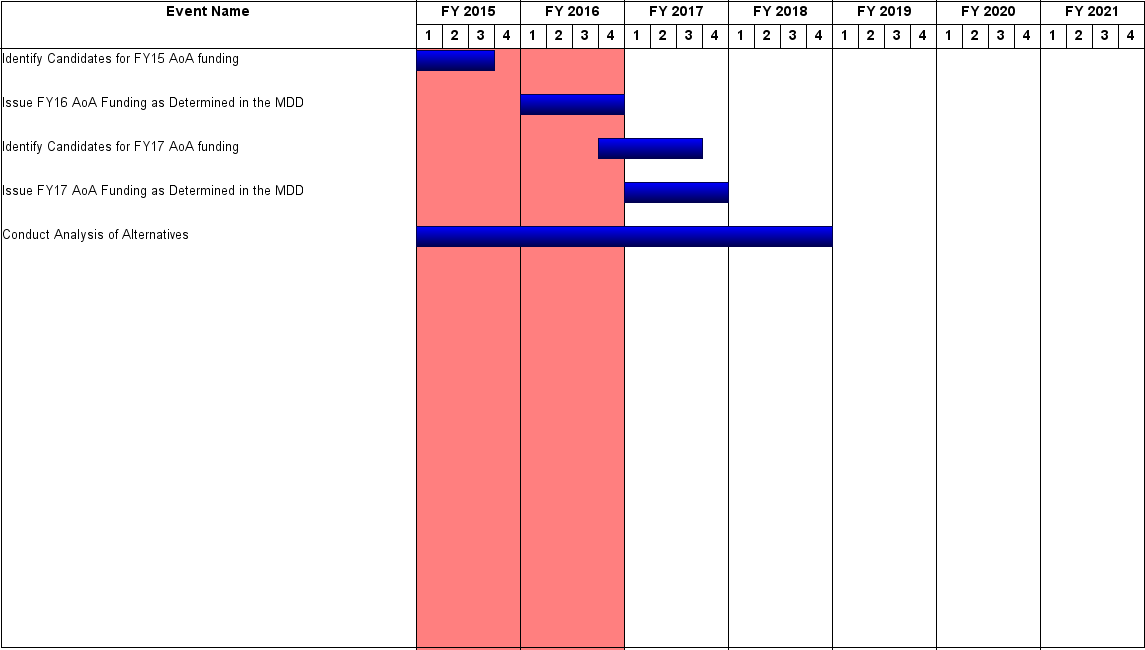 Event Name FY 2015 FY 2016 FY 2017 FY 2018 FY 2019 FY 2020 FY 2021
1 2 3 4 1 2 3 4 1 2 3 4 1 2 3 4 1 2 3 4 1 2 3 4 1 2 3 4
Identify Candidates for FY15 AoA funding
Issue FY16 AoA Funding as Determined in the MDD
Identify Candidates for FY17 AoA funding
Issue FY17 AoA Funding as Determined in the MDD
Conduct Analysis of Alternatives